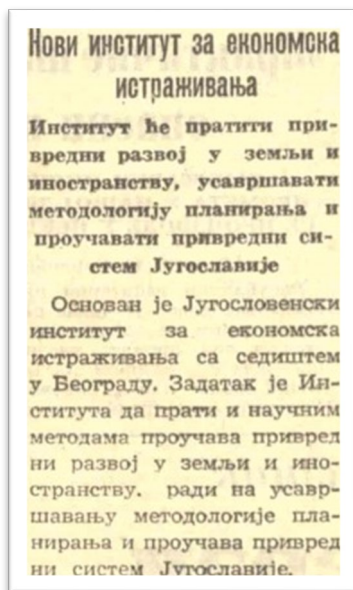 Нови институт за економска
истраживања
Институт ће пратити при-
вредни развој у земљи и
иностранству, усавршавати
методологију планирања и
проучавати привредни си-
стем Југославије
Основан је Југословенски
институт за економска
истраживања са седиштем
у Београду. Задатак је Ин-
ститута да прати и научним
методама проучава привред
ни развој у земљи и ино-
странству. ради на усавр-
шавању методологије пла-
нирања и проучава привред
ни систем Југославије.